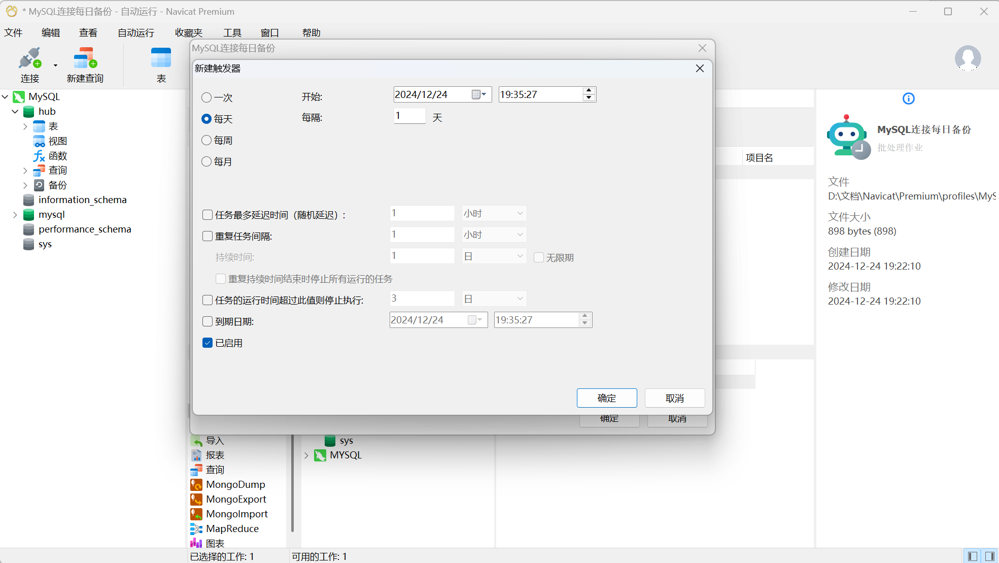 * MySQL连接每日备份 - 自动运行 - Navicat Premium
文件 编辑 查看 自动运行 收藏夹 工具 窗口 帮助
连接 新建查询 表
MySQL
hub
表
视图
函数
查询
备份
information_schema
mysql
performance_schema
sys
MySQL连接每日备份
新建触发器
一次 开始: 2024/12/24 19:35:27
每天 每隔: 1 天
每周
每月
任务最多延迟时间（随机延迟）: 1 小时
重复任务间隔: 1 小时
持续时间: 1 日 无限期
重复持续时间结束时停止所有运行的任务
任务的运行时间超过此值则停止执行: 3 日
到期日期: 2024/12/24 19:35:27
已启用
确定 取消
确定 取消
项目名
导入
报表
查询
MongoDump
MongoExport
MongoImport
MapReduce
图表
sys
MYSQL
MySQL连接每日备份
批处理作业
文件
D:\文档\Navicat\Premium\profiles\MyS
文件大小
898 bytes (898)
创建日期
2024-12-24 19:22:10
修改日期
2024-12-24 19:22:10
已选择的工作: 1 可用的工作: 1